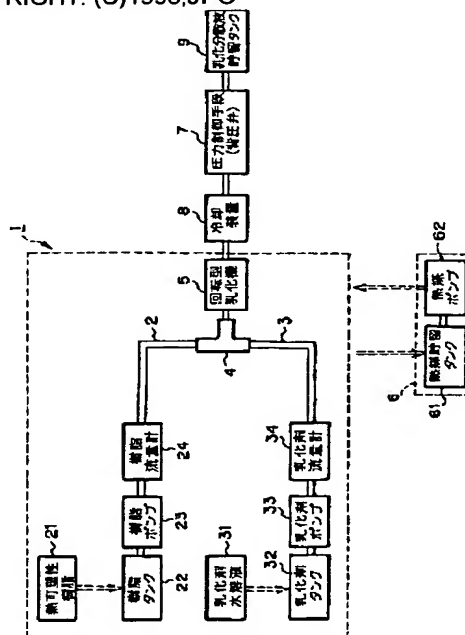 RIGHT: (C)1998,JPO
1
21
熱可塑性
樹脂
樹脂
タンク
22
樹脂
ポンプ
23
樹脂
流量計
24
2
31
乳化剤
水溶液
乳化剤
タンク
32
乳化剤
ポンプ
33
乳化剤
流量計
34
3
4
回転型
乳化機
5
冷却
装置
8
圧力制御手段
(背圧弁)
7
乳化分散液
貯留タンク
9
6
熱媒貯留
タンク
61
熱媒
ポンプ
62